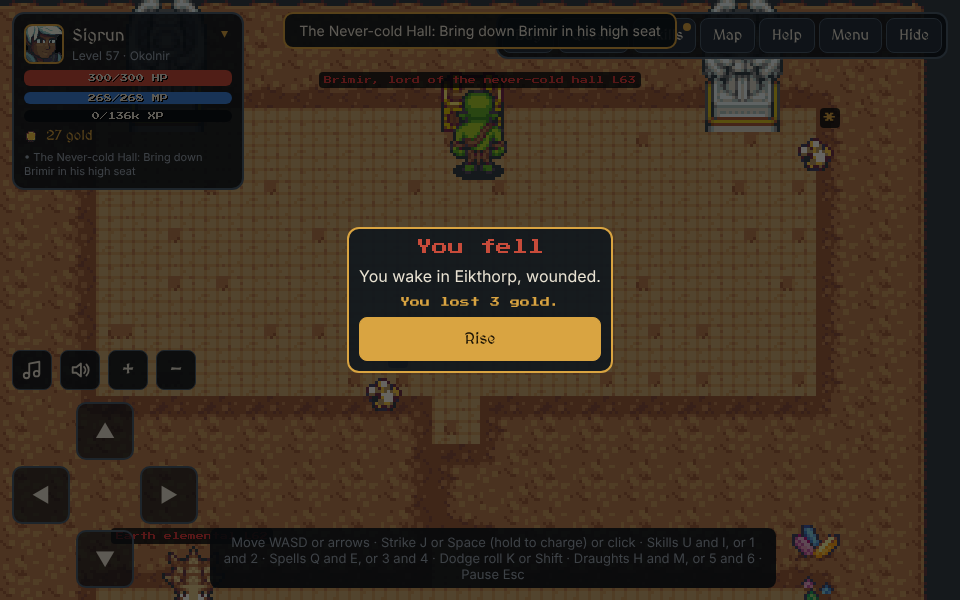 Sigrun
Level 57 · Okolnir
300/300 HP
268/268 MP
0/136k XP
27 gold
• The Never-cold Hall: Bring down
Brimir in his high seat
The Never-cold Hall: Bring down Brimir in his high seat
Map
Help
Menu
Hide
Brimir, lord of the never-cold hall L63
You fell
You wake in Eikthorp, wounded.
You lost 3 gold.
Rise
Move WASD or arrows · Strike J or Space (hold to charge) or click · Skills U and I, or 1
and 2 · Spells Q and E, or 3 and 4 · Dodge roll K or Shift · Draughts H and M, or 5 and 6 ·
Pause Esc